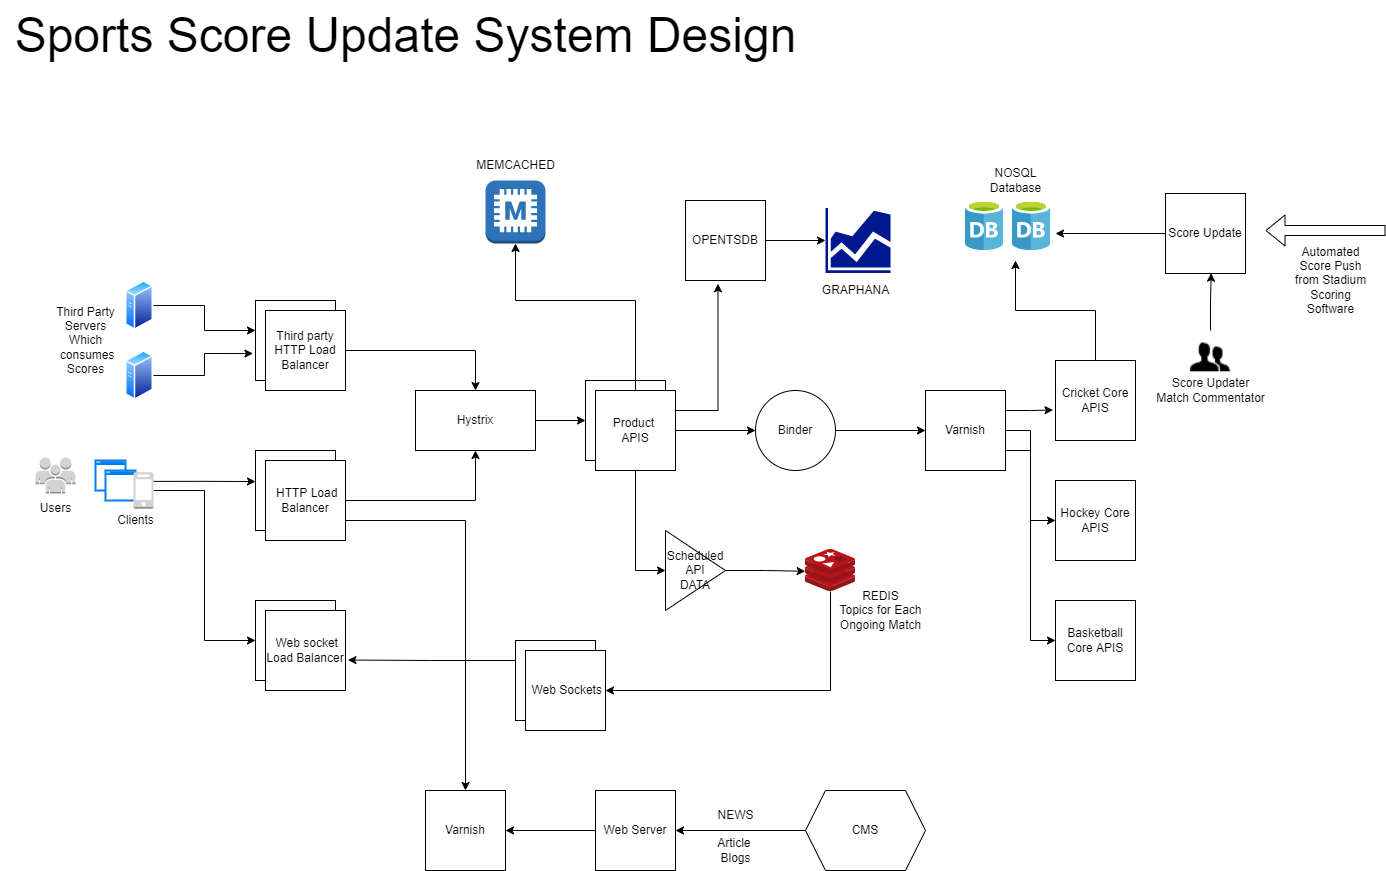 Sports Score Update System Design
MEMCACHED
M
NOSQL
Database
DB
DB
OPENTSDB
GRAPHANA
Score Update
Automated
Score Push
from Stadium
Scoring
Software
Third Party
Servers
Which
consumes
Scores
Third party
HTTP Load
Balancer
Score Updater
Match Commentator
Hystrix
Product
APIS
Binder
Varnish
Cricket Core
APIS
Users
Clients
HTTP Load
Balancer
Hockey Core
APIS
Scheduled
API
DATA
REDIS
Topics for Each
Ongoing Match
Web socket
Load Balancer
Web Sockets
Basketball
Core APIS
Varnish
Web Server
NEWS
Article
Blogs
CMS